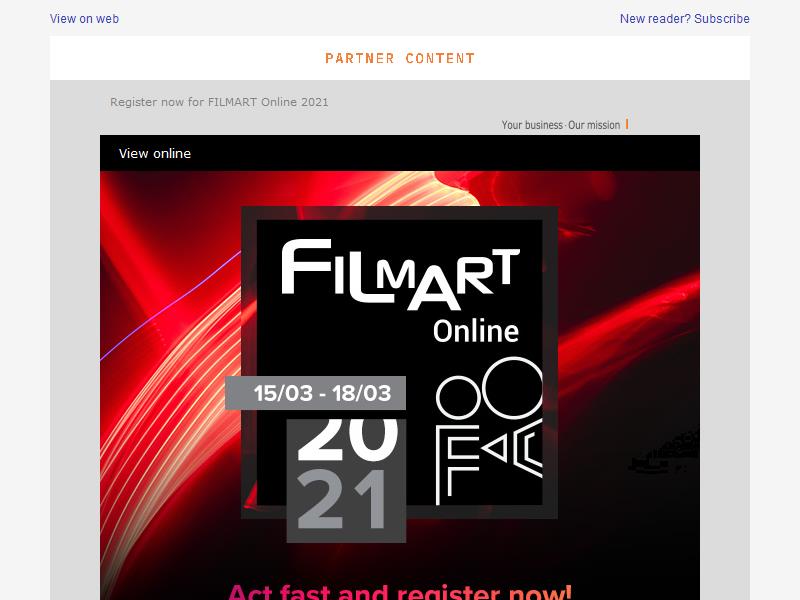 View on web
New reader? Subscribe
PARTNER CONTENT
Register now for FILMART Online 2021
Your business · Our mission
View online
FILMART
Online
15/03 - 18/03
20
21
Act fast and register now!